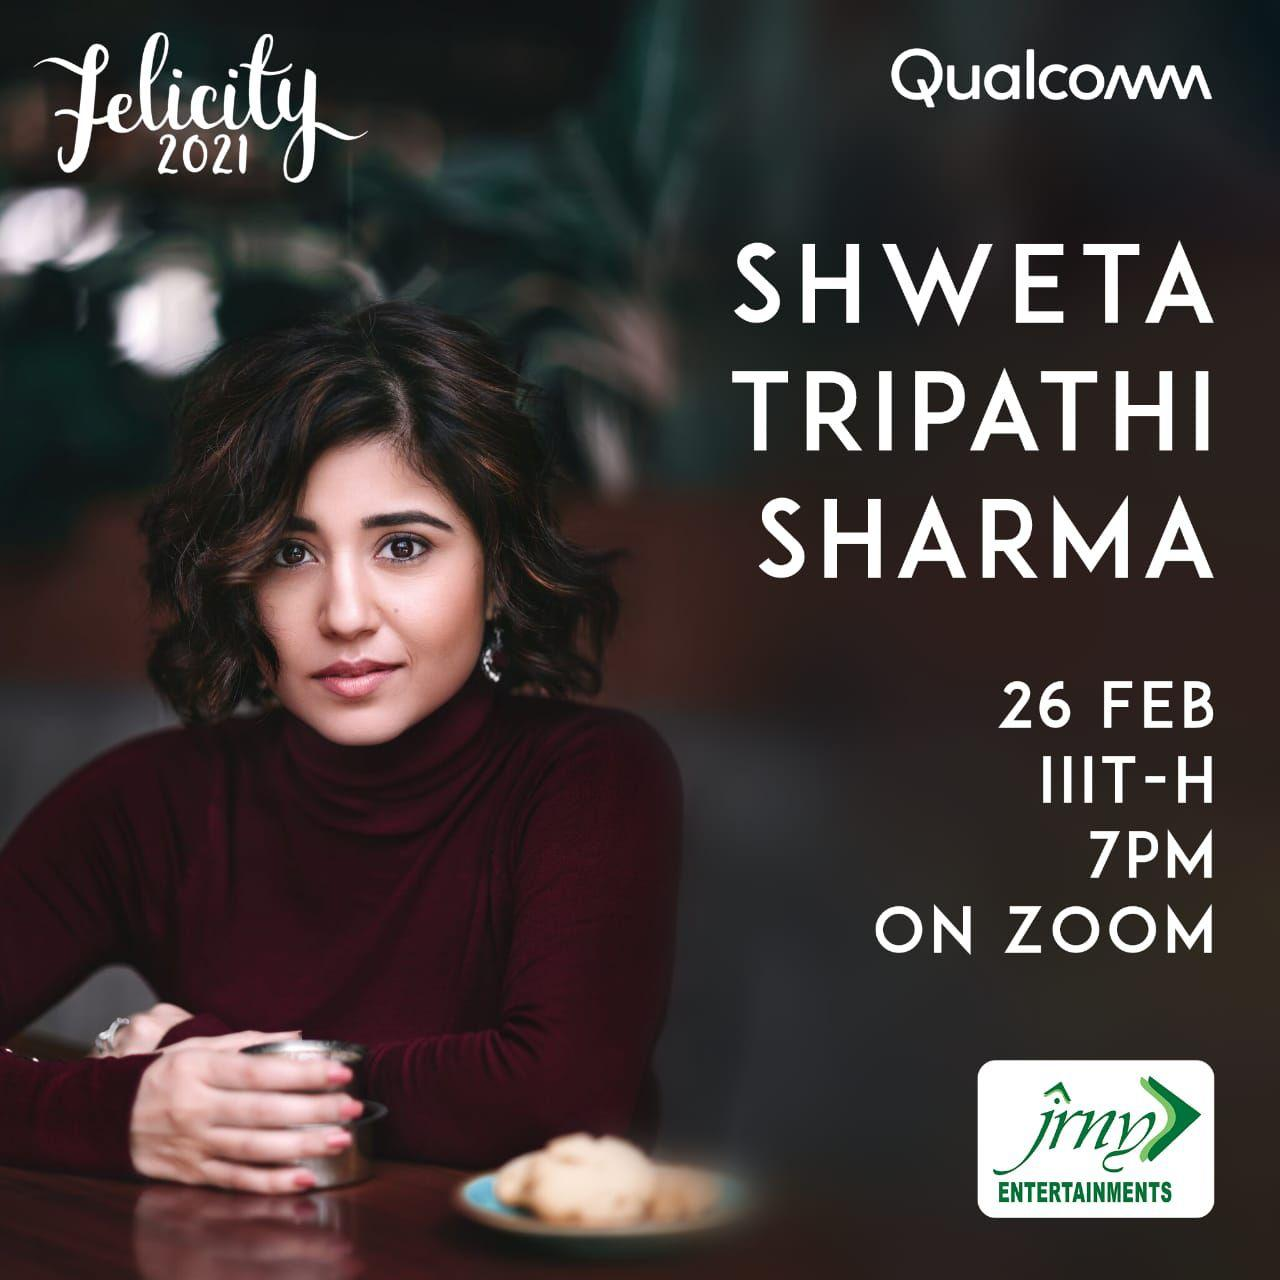 Felicity
2021
Qualcomm
SHWETA
TRIPATHI
SHARMA
26 FEB
IIIT-H
7PM
ON ZOOM
jrny
ENTERTAINMENTS